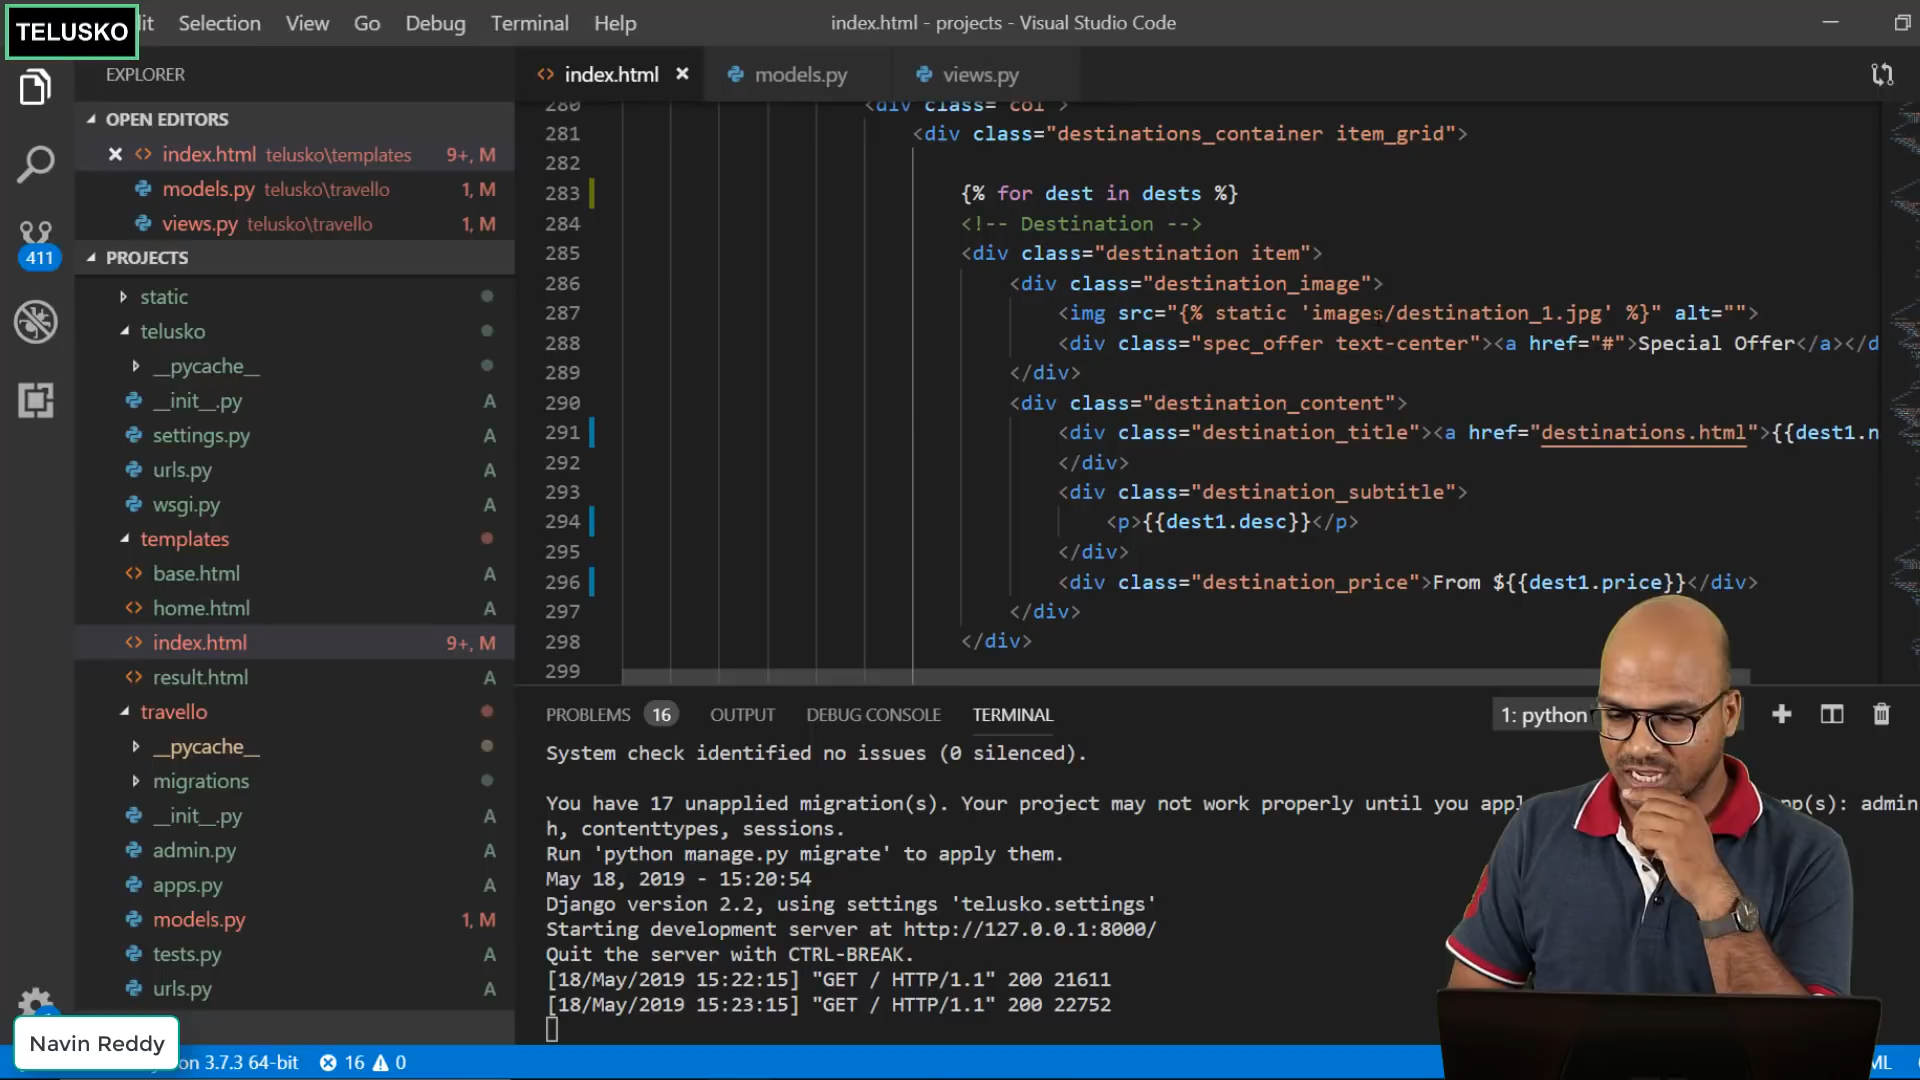 TELUSKO
Selection View Go Debug Terminal Help
index.html - projects - Visual Studio Code
EXPLORER
index.html
models.py
views.py
OPEN EDITORS
index.html telusko\templates 9+, M
models.py telusko\travello 1, M
views.py telusko\travello 1, M
411
PROJECTS
static
telusko
__pycache__
__init__.py A
settings.py A
urls.py A
wsgi.py A
templates
base.html A
home.html A
index.html 9+, M
result.html A
travello
__pycache__
migrations
__init__.py A
admin.py A
apps.py A
models.py 1, M
tests.py A
urls.py A
280 <div class="col">
281 <div class="destinations_container item_grid">
282
283 {% for dest in dests %}
284 <!-- Destination -->
285 <div class="destination item">
286 <div class="destination_image">
287 <img src="{% static 'images/destination_1.jpg' %}" alt="">
288 <div class="spec_offer text-center"><a href="#">Special Offer</a></d
289 </div>
290 <div class="destination_content">
291 <div class="destination_title"><a href="destinations.html">{{dest1.n
292 </div>
293 <div class="destination_subtitle">
294 <p>{{dest1.desc}}</p>
295 </div>
296 <div class="destination_price">From ${{dest1.price}}</div>
297 </div>
298 </div>
299
PROBLEMS 16 OUTPUT DEBUG CONSOLE TERMINAL 1: python
System check identified no issues (0 silenced).
You have 17 unapplied migration(s). Your project may not work properly until you appl pp(s): admin
h, contenttypes, sessions.
Run 'python manage.py migrate' to apply them.
May 18, 2019 - 15:20:54
Django version 2.2, using settings 'telusko.settings'
Starting development server at http://127.0.0.1:8000/
Quit the server with CTRL-BREAK.
[18/May/2019 15:22:15] "GET / HTTP/1.1" 200 21611
[18/May/2019 15:23:15] "GET / HTTP/1.1" 200 22752
Navin Reddy
on 3.7.3 64-bit 16 0
ML